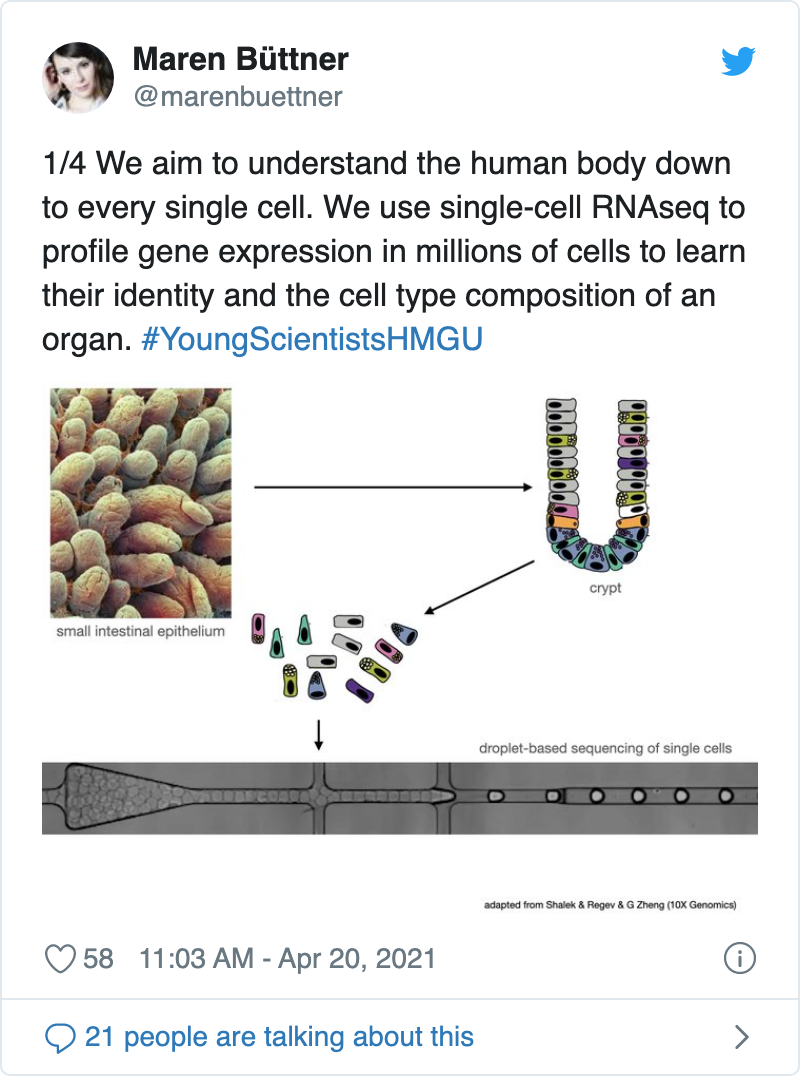 Maren Büttner
@marenbuettner
1/4 We aim to understand the human body down
to every single cell. We use single-cell RNAseq to
profile gene expression in millions of cells to learn
their identity and the cell type composition of an
organ. #YoungScientistsHMGU
crypt
small intestinal epithelium
droplet-based sequencing of single cells
adapted from Shalek & Regev & G Zheng (10X Genomics)
58 11:03 AM - Apr 20, 2021
21 people are talking about this